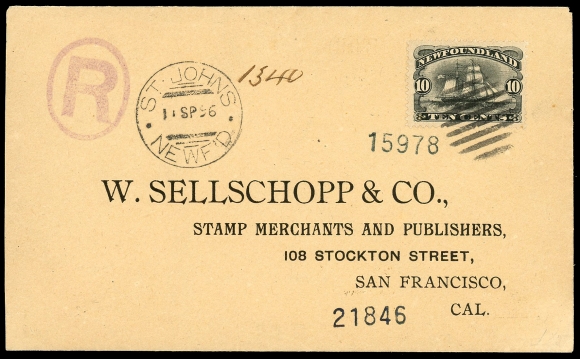 R
ST. JOHNS
11 SP 96
NEWF'D
1340
NEWFOUNDLAND
10 10
TEN CENTS
15978
W. SELLSCHOPP & CO.,
STAMP MERCHANTS AND PUBLISHERS,
108 STOCKTON STREET,
SAN FRANCISCO,
CAL.
21846